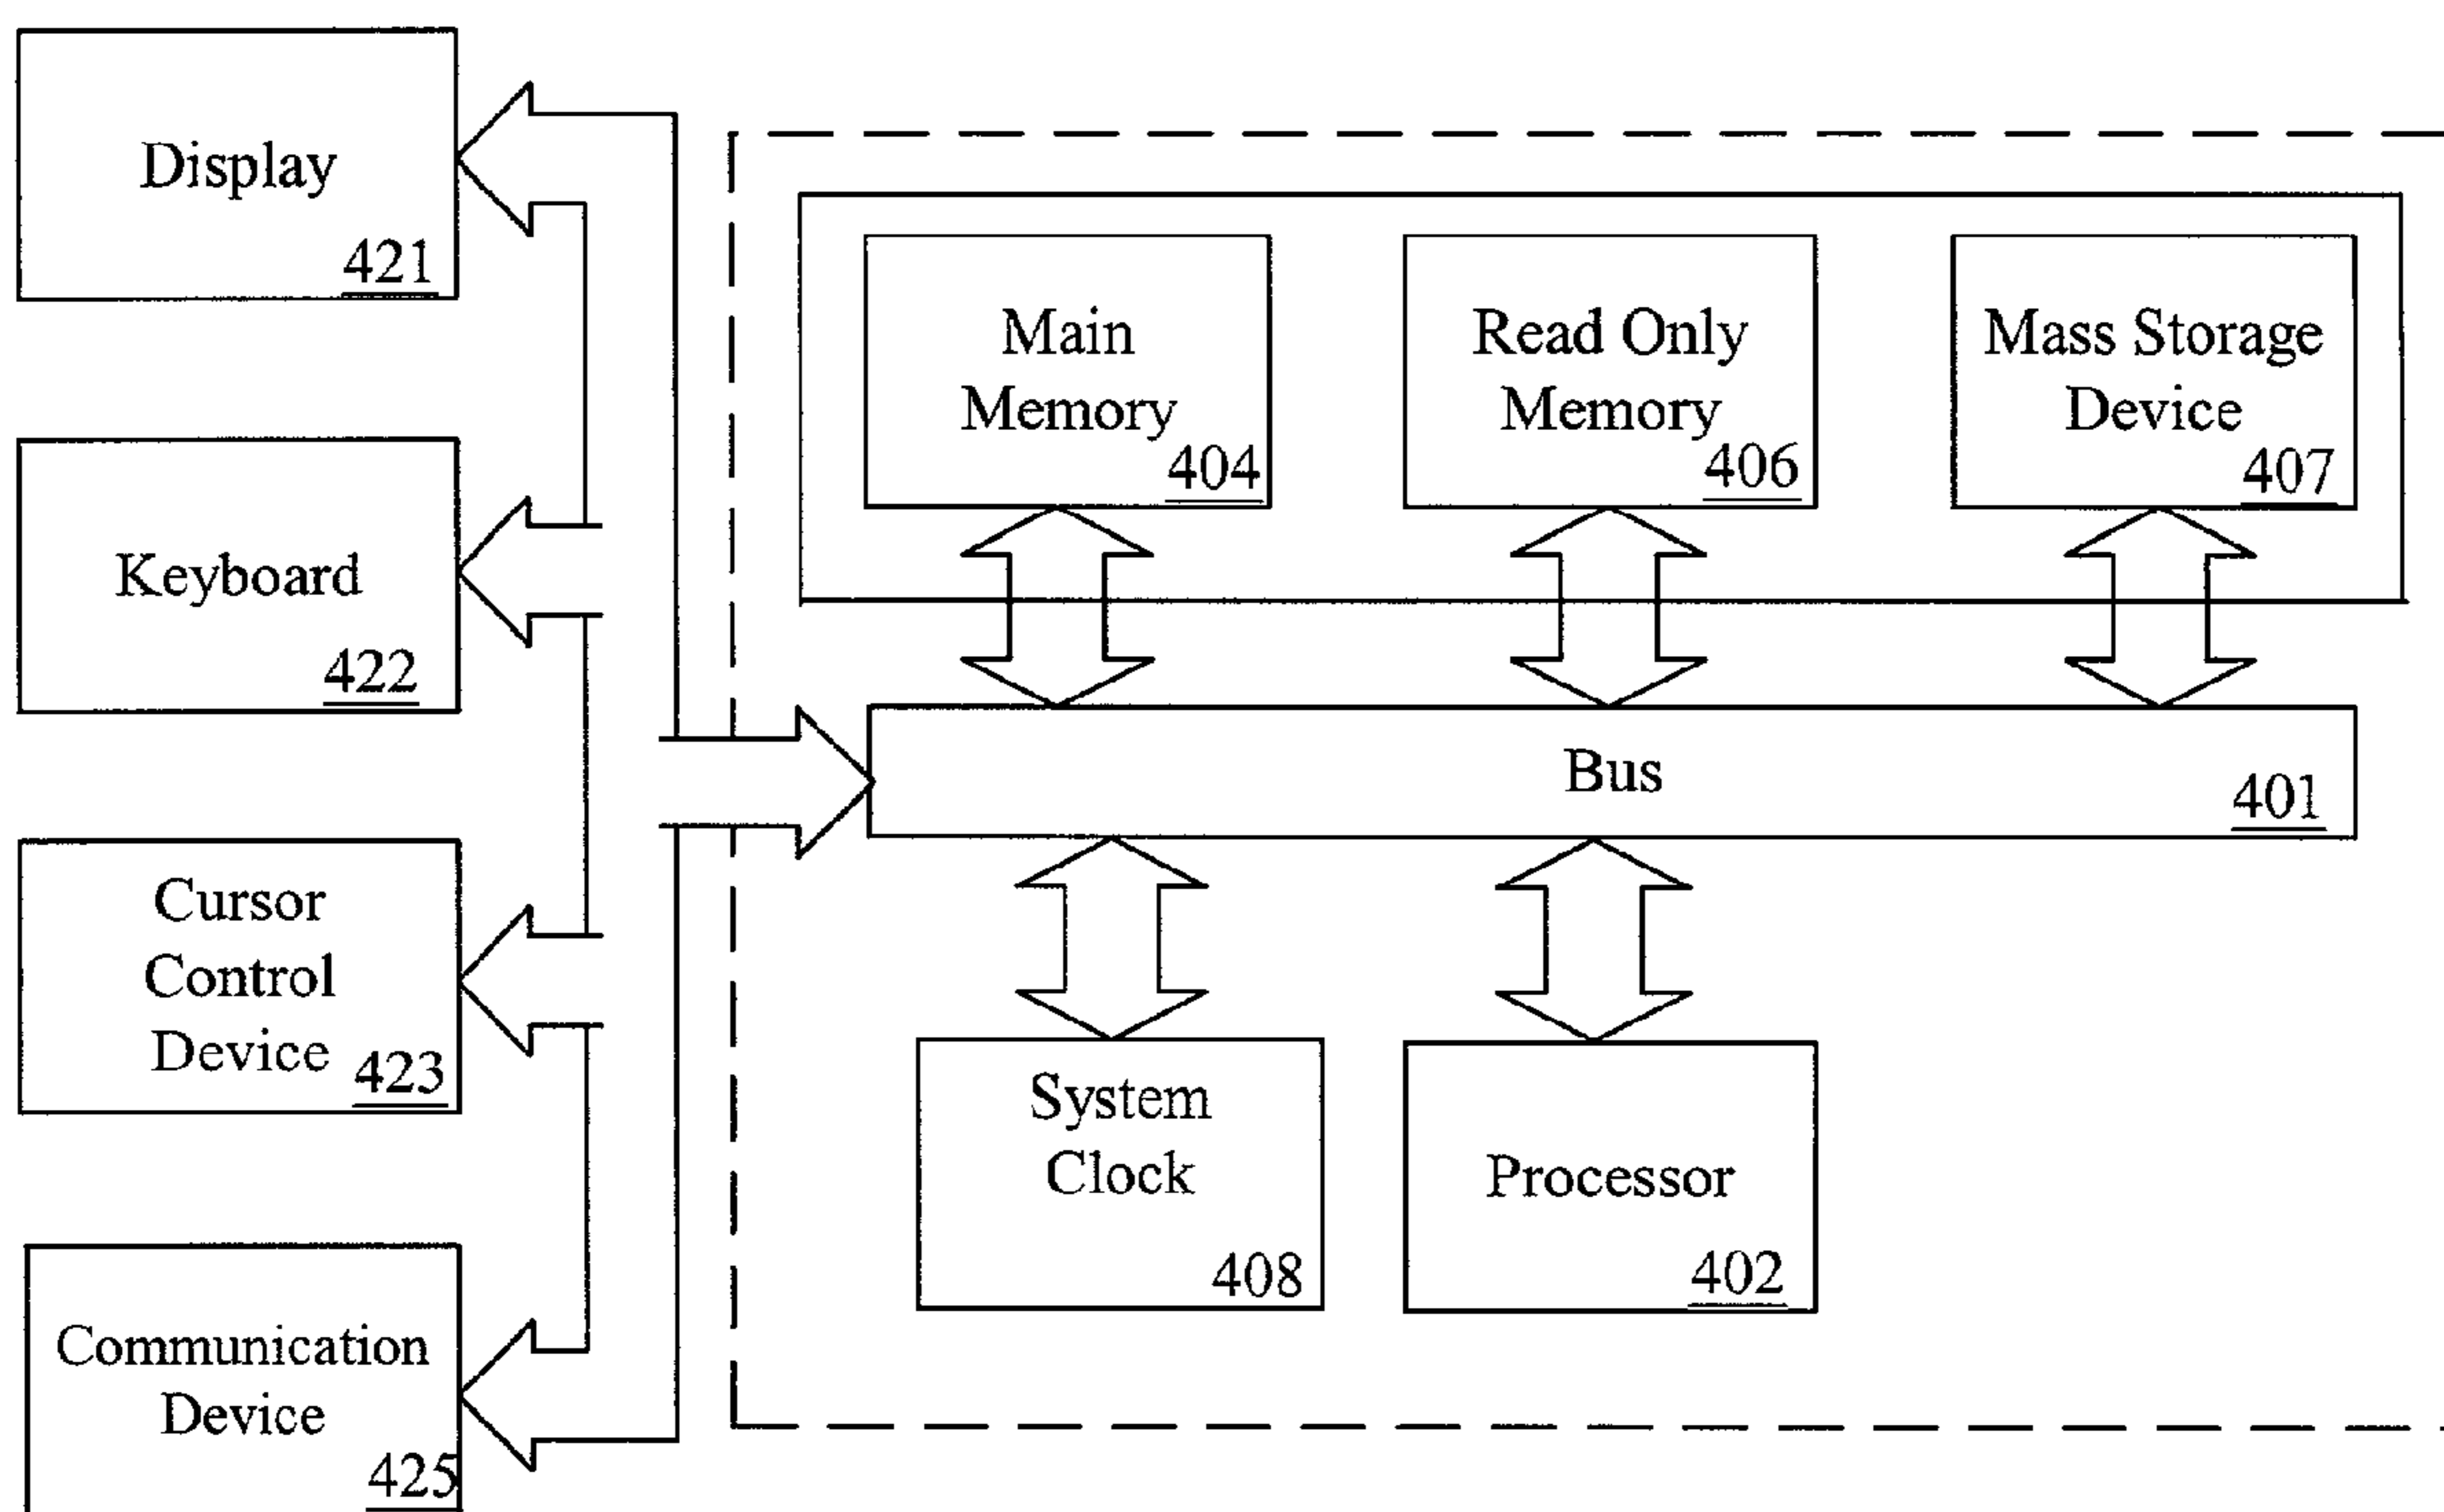 Display
421
Main
Memory
404
Read Only
Memory
406
Mass Storage
Device
407
Keyboard
422
Bus
401
Cursor
Control
Device
423
System
Clock
408
Processor
402
Communication
Device
425